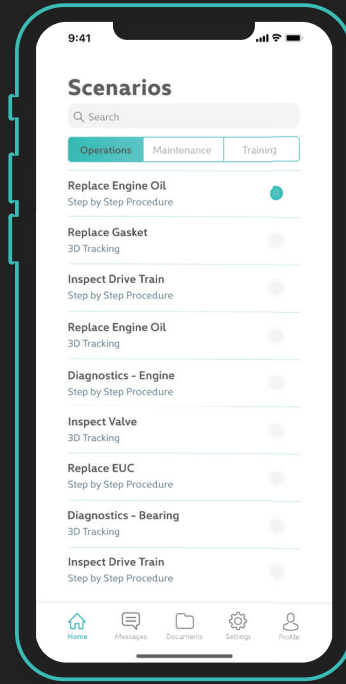 9:41
Scenarios
Search
Operations Maintenance Training
Replace Engine Oil
Step by Step Procedure
Replace Gasket
3D Tracking
Inspect Drive Train
Step by Step Procedure
Replace Engine Oil
3D Tracking
Diagnostics - Engine
Step by Step Procedure
Inspect Valve
3D Tracking
Replace EUC
Step by Step Procedure
Diagnostics - Bearing
3D Tracking
Inspect Drive Train
Step by Step Procedure
Home Messages Documents Settings Profile